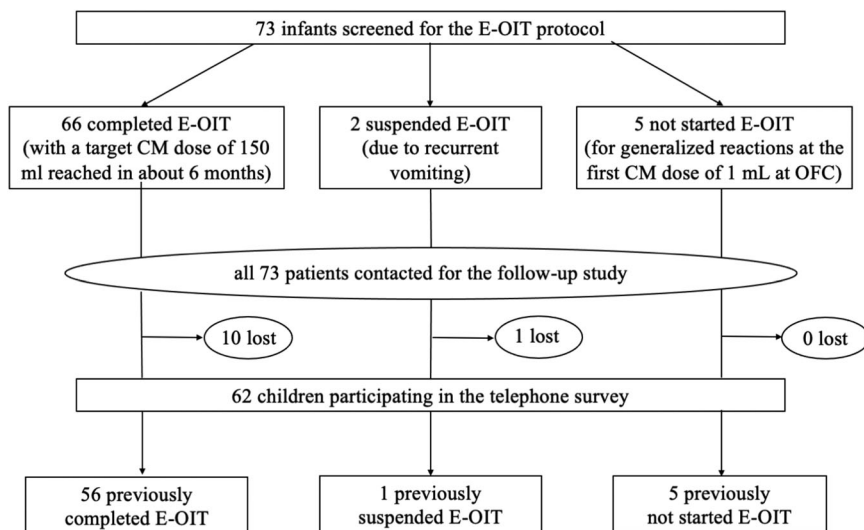 73 infants screened for the E-OIT protocol
66 completed E-OIT
(with a target CM dose of 150
ml reached in about 6 months)
2 suspended E-OIT
(due to recurrent
vomiting)
5 not started E-OIT
(for generalized reactions at the
first CM dose of 1 mL at OFC)
all 73 patients contacted for the follow-up study
10 lost
1 lost
0 lost
62 children participating in the telephone survey
56 previously
completed E-OIT
1 previously
suspended E-OIT
5 previously
not started E-OIT